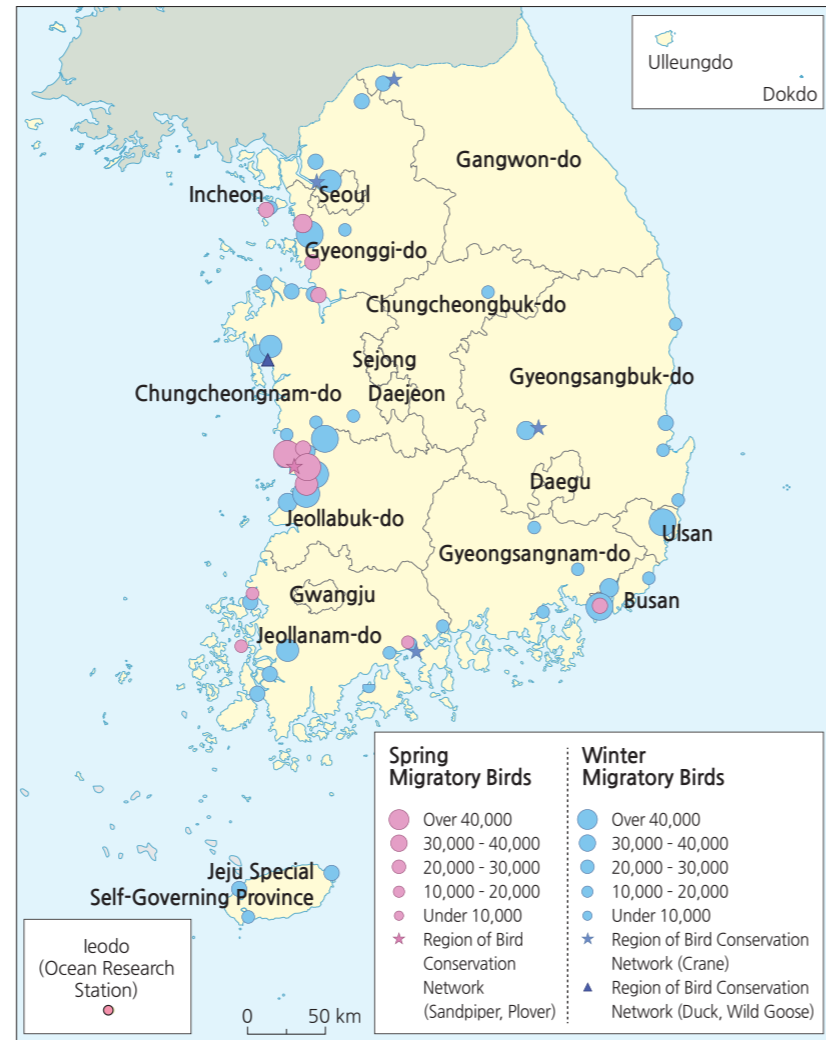 Ulleungdo
Dokdo
Gangwon-do
Incheon
Seoul
Gyeonggi-do
Chungcheongbuk-do
Sejong
Gyeongsangbuk-do
Chungcheongnam-do
Daejeon
Daegu
Jeollabuk-do
Ulsan
Gyeongsangnam-do
Gwangju
Busan
Jeollanam-do
Jeju Special
Self-Governing Province
Ieodo
(Ocean Research
Station)
0 50 km
Spring
Migratory Birds
Over 40,000
30,000 - 40,000
20,000 - 30,000
10,000 - 20,000
Under 10,000
Region of Bird
Conservation
Network
(Sandpiper, Plover)
Winter
Migratory Birds
Over 40,000
30,000 - 40,000
20,000 - 30,000
10,000 - 20,000
Under 10,000
Region of Bird Conservation
Network (Crane)
Region of Bird Conservation
Network (Duck, Wild Goose)